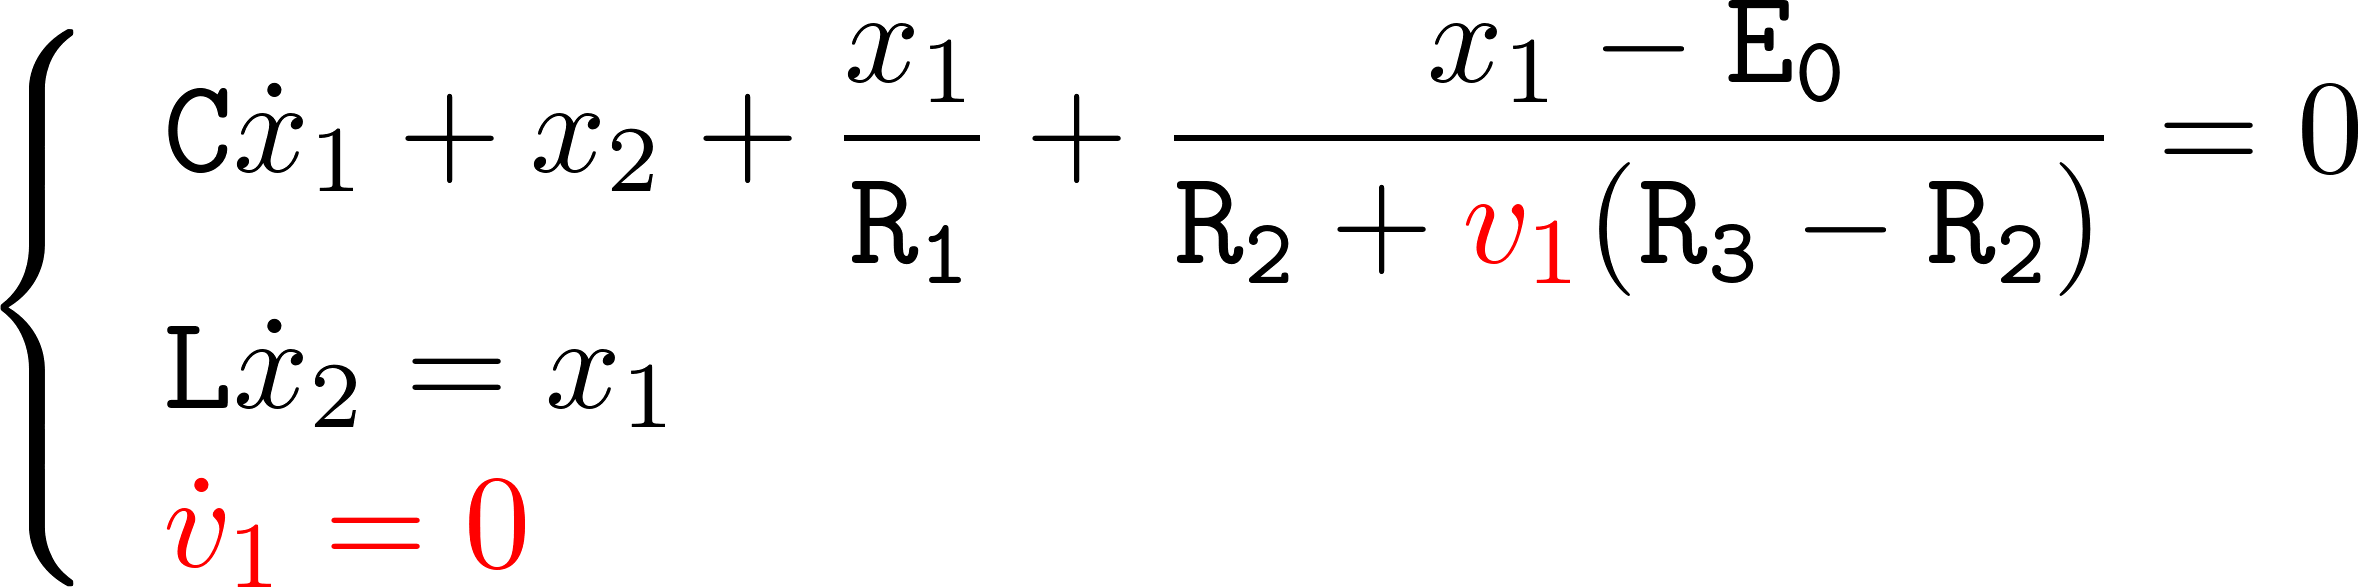 Cẋ₁ + x₂ + x₁/R₁ + (x₁ − E₀)/(R₂ + v₁(R₃ − R₂)) = 0
Lẋ₂ = x₁
v̇₁ = 0